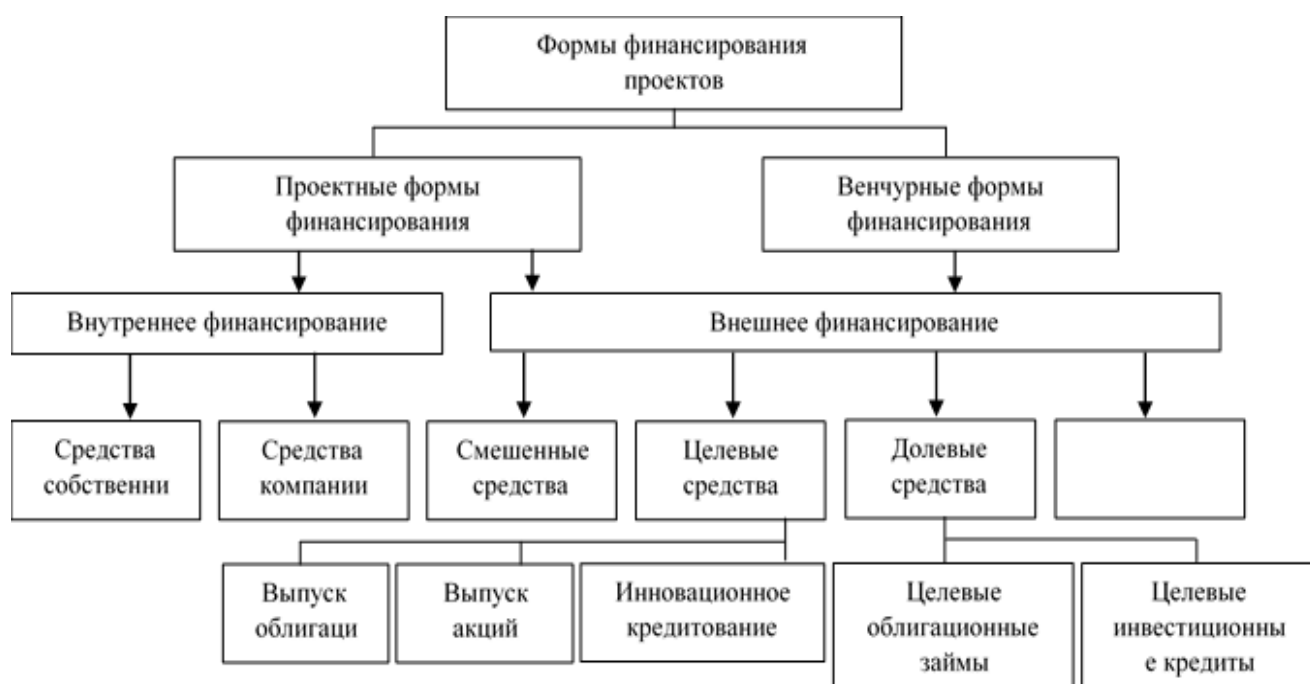 Формы финансирования
проектов
Проектные формы
финансирования
Венчурные формы
финансирования
Внутреннее финансирование
Внешнее финансирование
Средства
собственни
Средства
компании
Смешенные
средства
Целевые
средства
Долевые
средства
Выпуск
облигаци
Выпуск
акций
Инновационное
кредитование
Целевые
облигационные
займы
Целевые
инвестиционны
е кредиты